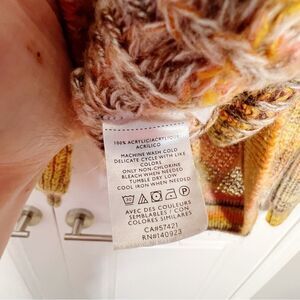 100% ACRYLIC/ACRYLIQUE
ACRILICO
MACHINE WASH COLD
DELICATE CYCLE WITH LIKE
COLORS
ONLY NON-CHLORINE
BLEACH WHEN NEEDED
TUMBLE DRY LOW
COOL IRON WHEN NEEDED
AVEC DES COULEURS
SEMBLABLES / CON
COLORES SIMILARES
CA#57421
RN#140923